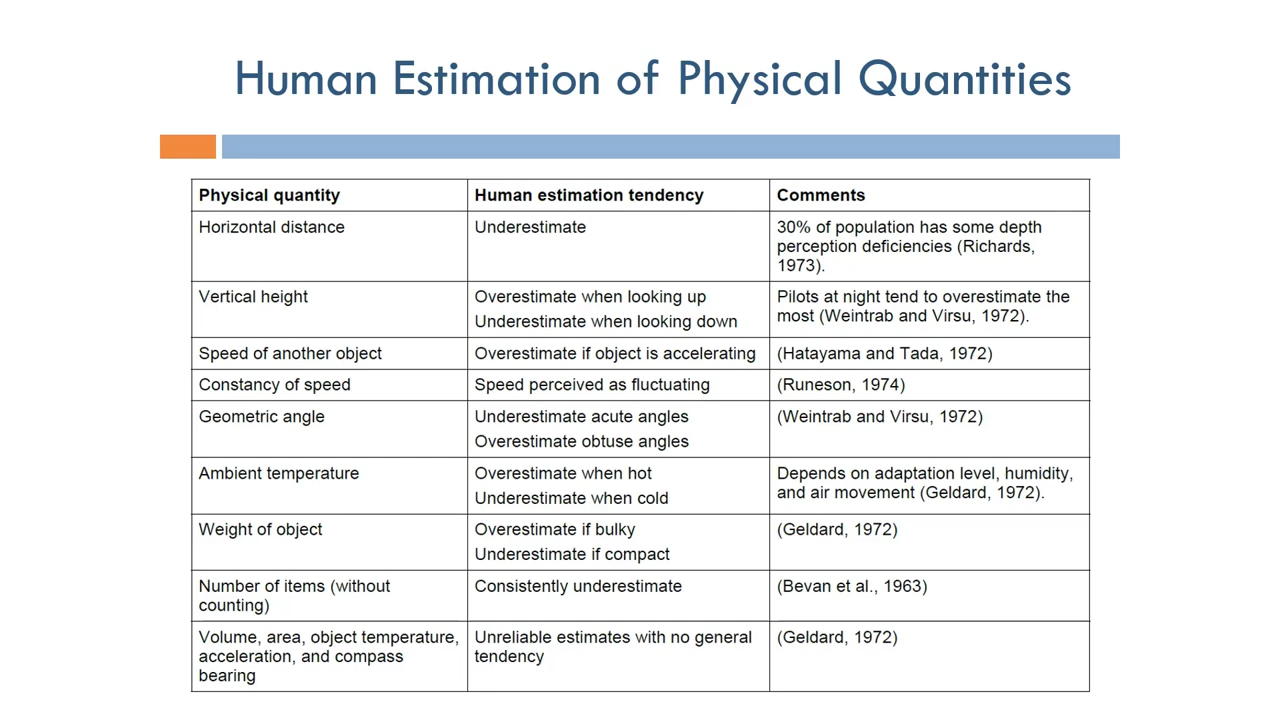 Human Estimation of Physical Quantities
Physical quantity
Human estimation tendency
Comments
Horizontal distance
Underestimate
30% of population has some depth
perception deficiencies (Richards,
1973).
Vertical height
Overestimate when looking up
Underestimate when looking down
Pilots at night tend to overestimate the
most (Weintrab and Virsu, 1972).
Speed of another object
Overestimate if object is accelerating
(Hatayama and Tada, 1972)
Constancy of speed
Speed perceived as fluctuating
(Runeson, 1974)
Geometric angle
Underestimate acute angles
Overestimate obtuse angles
(Weintrab and Virsu, 1972)
Ambient temperature
Overestimate when hot
Underestimate when cold
Depends on adaptation level, humidity,
and air movement (Geldard, 1972).
Weight of object
Overestimate if bulky
Underestimate if compact
(Geldard, 1972)
Number of items (without
counting)
Consistently underestimate
(Bevan et al., 1963)
Volume, area, object temperature,
acceleration, and compass
bearing
Unreliable estimates with no general
tendency
(Geldard, 1972)